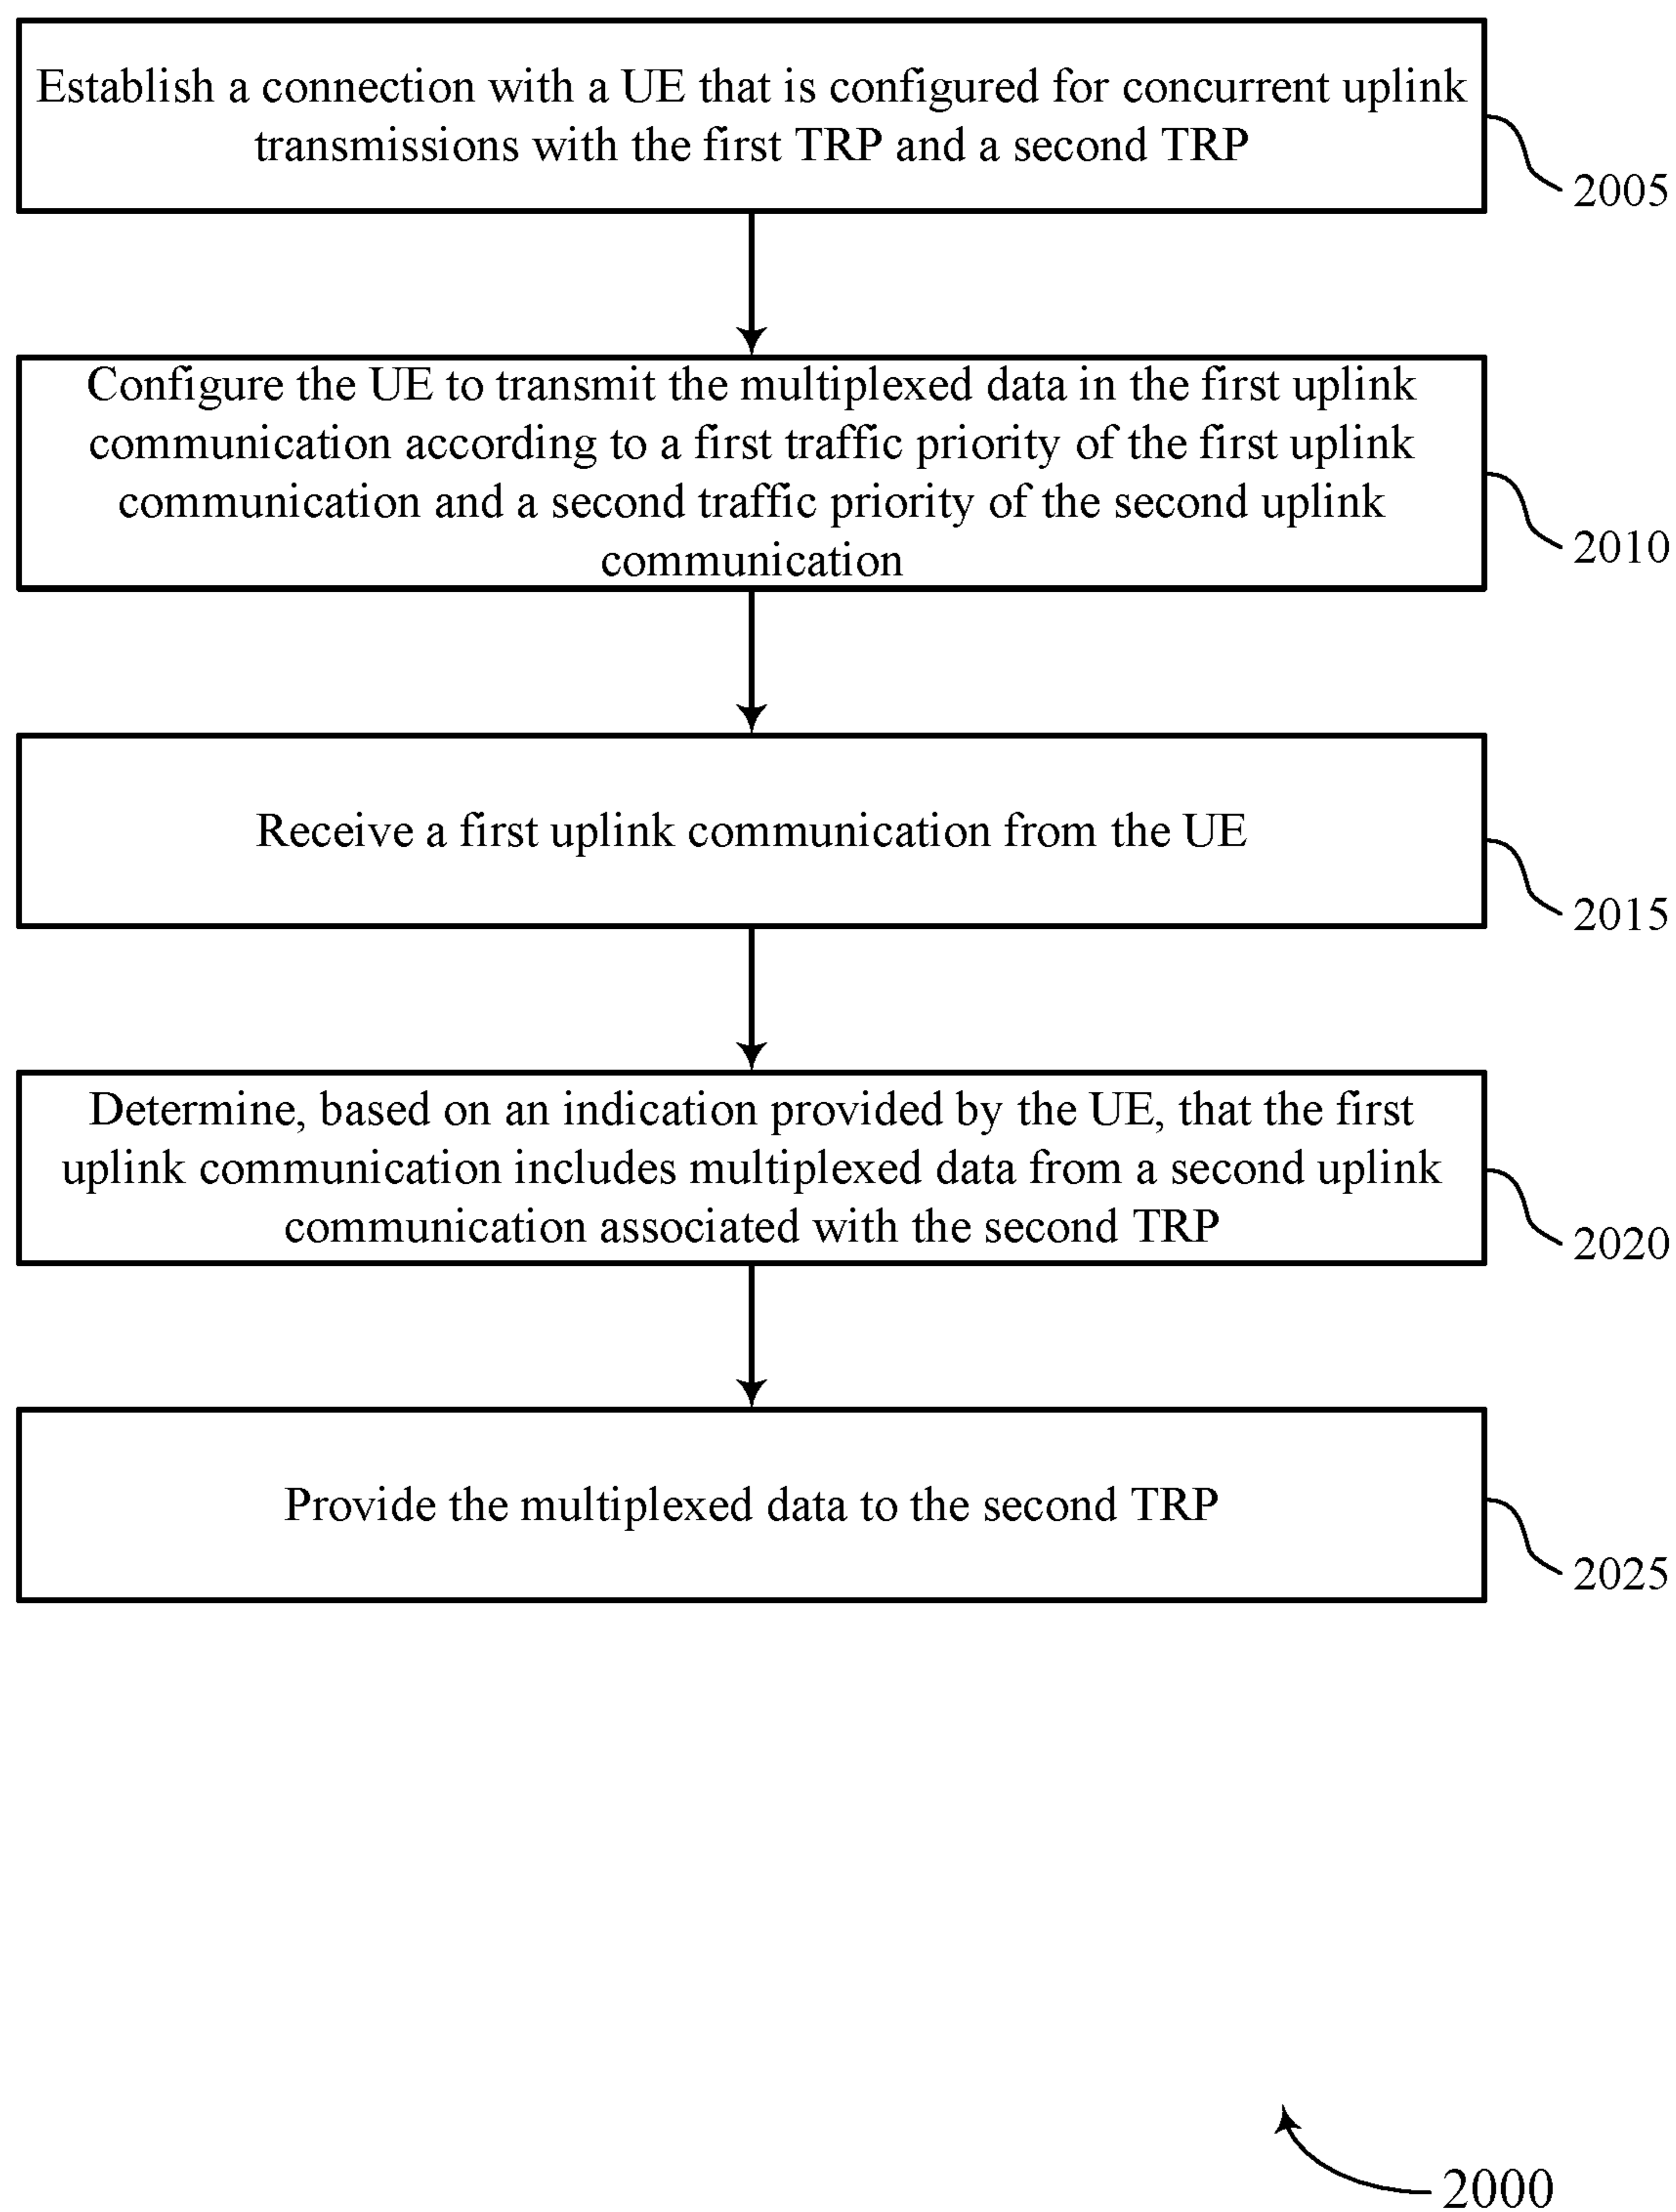 Establish a connection with a UE that is configured for concurrent uplink
transmissions with the first TRP and a second TRP
2005
Configure the UE to transmit the multiplexed data in the first uplink
communication according to a first traffic priority of the first uplink
communication and a second traffic priority of the second uplink
communication
2010
Receive a first uplink communication from the UE
2015
Determine, based on an indication provided by the UE, that the first
uplink communication includes multiplexed data from a second uplink
communication associated with the second TRP
2020
Provide the multiplexed data to the second TRP
2025
2000